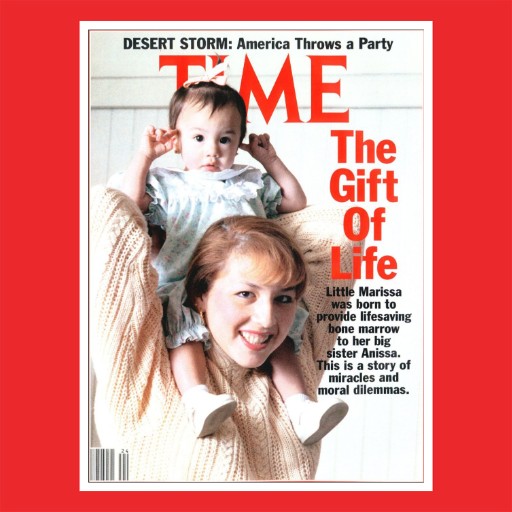 DESERT STORM: America Throws a Party
TIME
The
Gift
Of
Life
Little Marissa
was born to
provide lifesaving
bone marrow
to her big
sister Anissa.
This is a story of
miracles and
moral dilemmas.
24